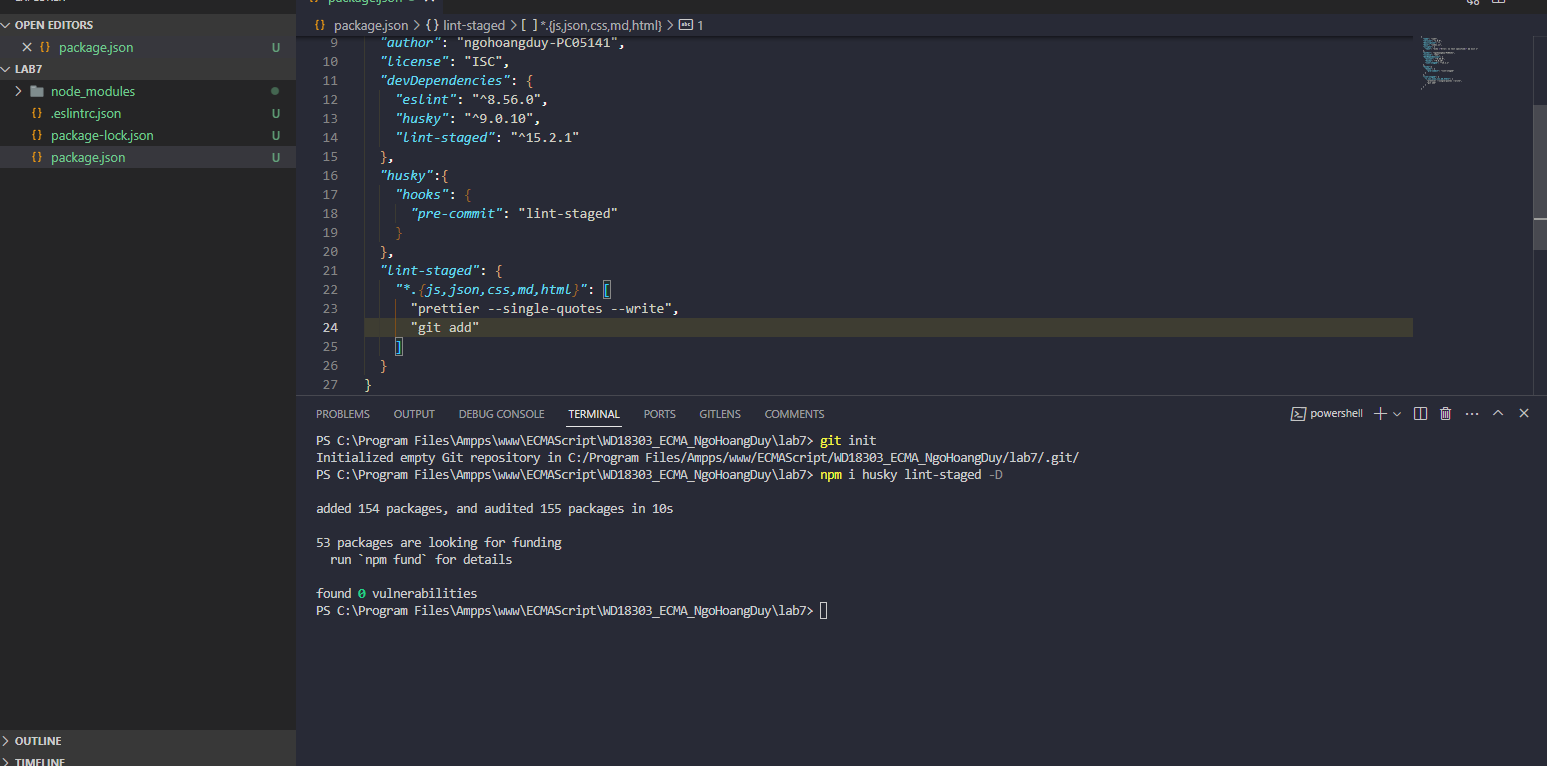 OPEN EDITORS
package.json U
LAB7
node_modules
.eslintrc.json U
package-lock.json U
package.json U
OUTLINE
TIMELINE
package.json > {} lint-staged > [ ] *.{js,json,css,md,html} > abc 1
9 "author": "ngohoangduy-PC05141",
10 "license": "ISC",
11 "devDependencies": {
12 "eslint": "^8.56.0",
13 "husky": "^9.0.10",
14 "lint-staged": "^15.2.1"
15 },
16 "husky":{
17 "hooks": {
18 "pre-commit": "lint-staged"
19 }
20 },
21 "lint-staged": {
22 "*.{js,json,css,md,html}": [
23 "prettier --single-quotes --write",
24 "git add"
25 ]
26 }
27 }
PROBLEMS OUTPUT DEBUG CONSOLE TERMINAL PORTS GITLENS COMMENTS powershell
PS C:\Program Files\Ampps\www\ECMAScript\WD18303_ECMA_NgoHoangDuy\lab7> git init
Initialized empty Git repository in C:/Program Files/Ampps/www/ECMAScript/WD18303_ECMA_NgoHoangDuy/lab7/.git/
PS C:\Program Files\Ampps\www\ECMAScript\WD18303_ECMA_NgoHoangDuy\lab7> npm i husky lint-staged -D
added 154 packages, and audited 155 packages in 10s
53 packages are looking for funding
run `npm fund` for details
found 0 vulnerabilities
PS C:\Program Files\Ampps\www\ECMAScript\WD18303_ECMA_NgoHoangDuy\lab7>